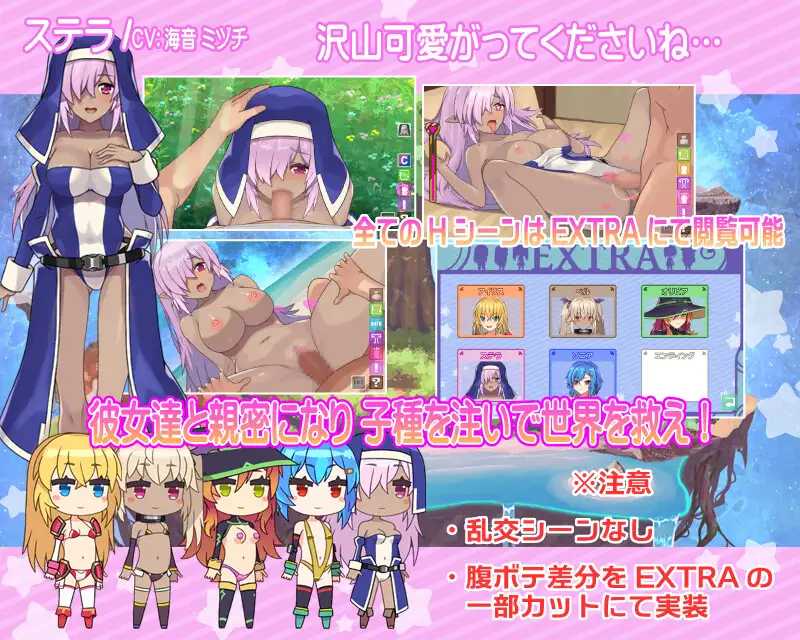 ステラ/CV:海音 ミヅチ
沢山可愛がってくださいね…
全てのHシーンはEXTRAにて閲覧可能
EXTRA
アイリス
ベル
オリビア
ステラ
ソニア
エンディング
彼女達と親密になり 子種を注いで世界を救え！
※注意
・乱交シーンなし
・腹ボテ差分をEXTRAの
一部カットにて実装